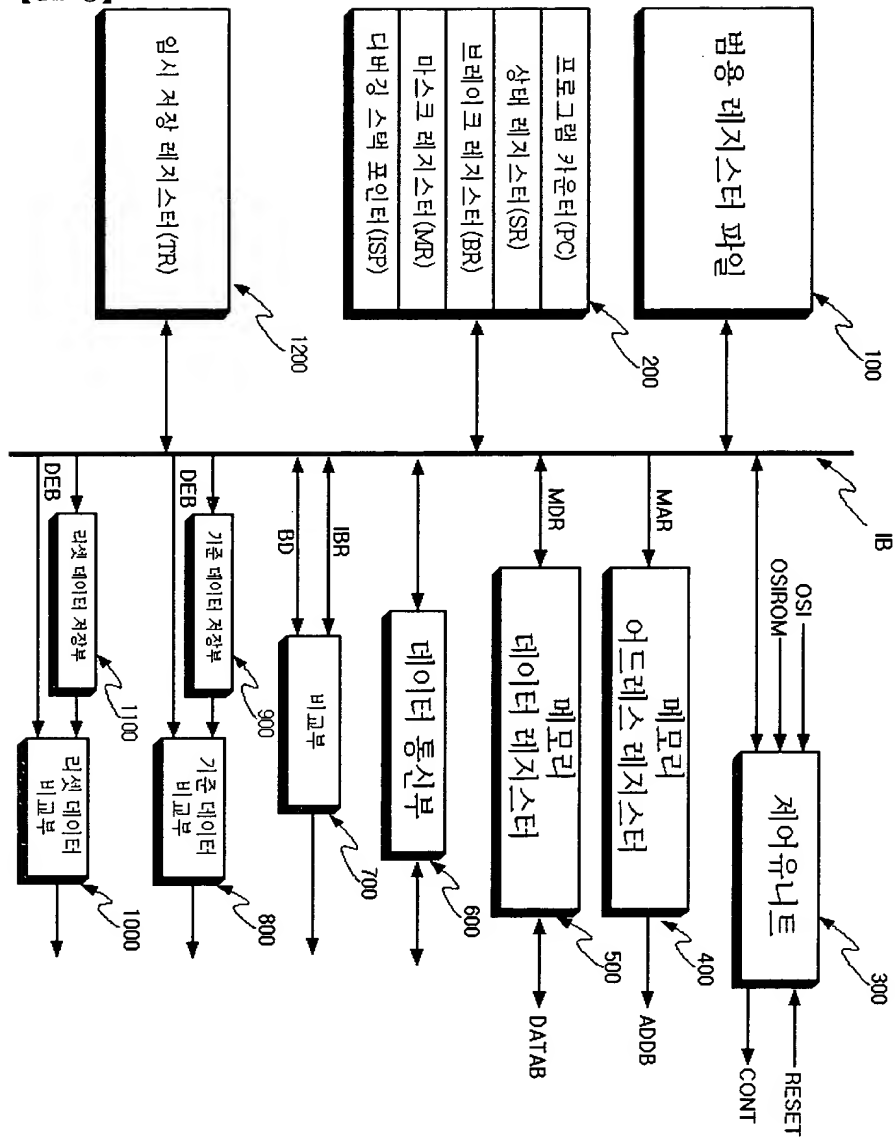 범용 레지스터 파일
100
프로그램 카운터(PC)
상태 레지스터(SR)
브레이크 레지스터(BR)
마스크 레지스터(MR)
디버깅 스택 포인터(ISP)
200
임시 저장 레지스터(TR)
1200
IB
OSI
OSIROM
제어유니트
300
RESET
CONT
MAR
메모리
어드레스 레지스터
400
ADDB
MDR
메모리
데이터 레지스터
500
DATAB
데이터 통신부
600
IBR
BD
비교부
700
기준 데이터 저장부
900
DEB
기준 데이터
비교부
800
리셋 데이터 저장부
1100
DEB
리셋 데이터
비교부
1000